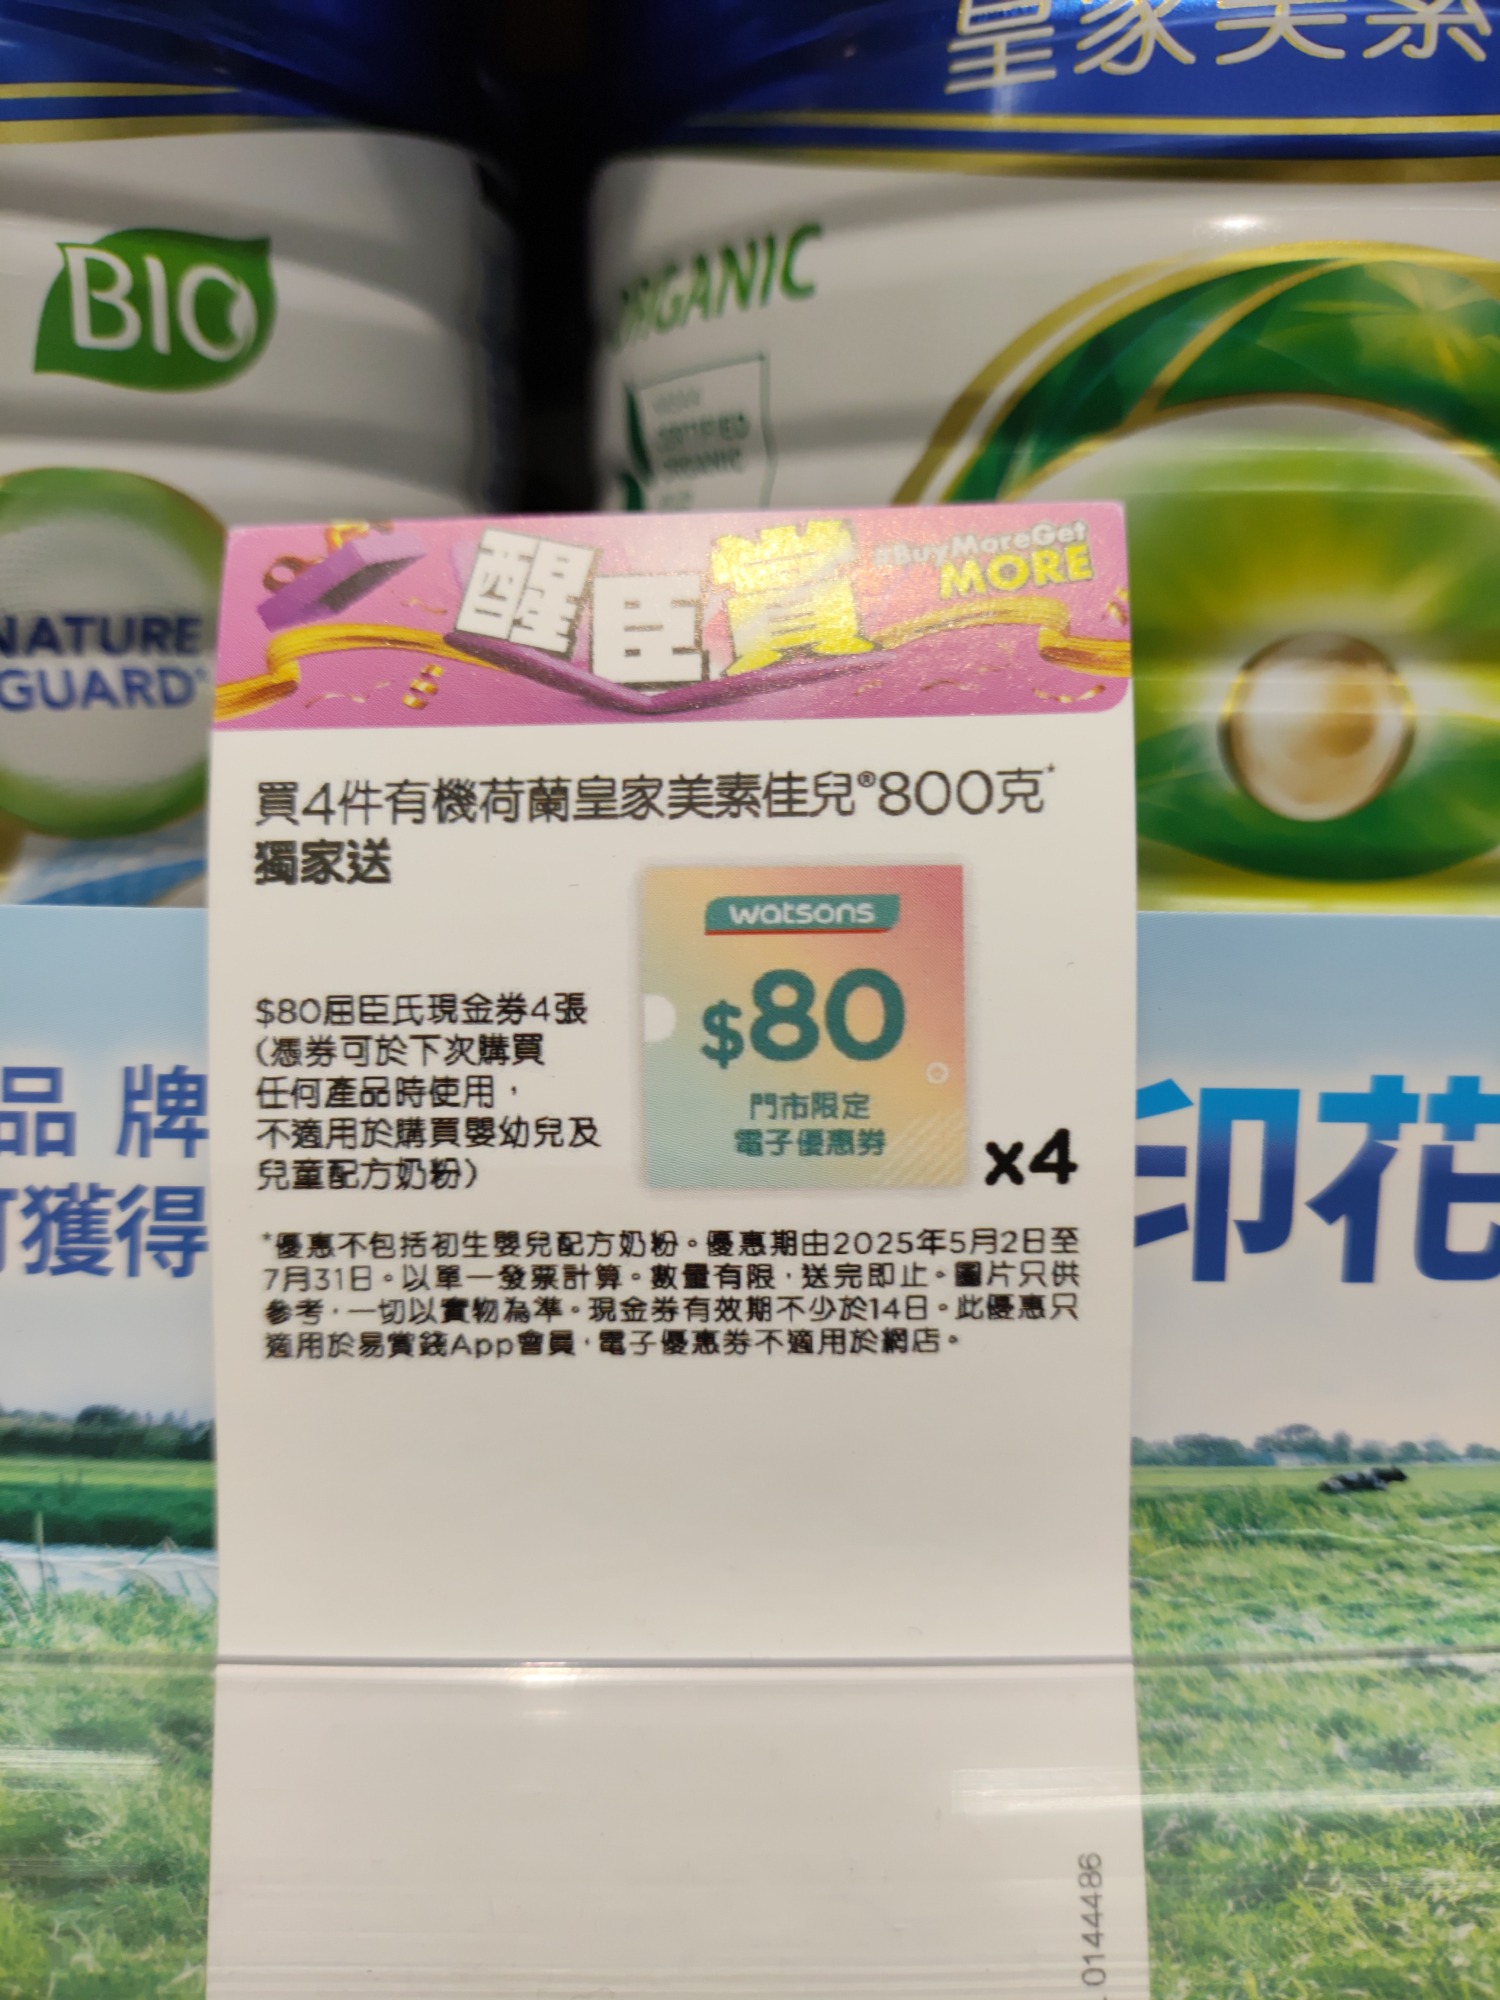 皇家美素
BIO
ORGANIC
CERTIFIED
ORGANIC
NATURE
GUARD
醒臣賞
#BuyMoreGet
MORE
買4件有機荷蘭皇家美素佳兒®800克*
獨家送
watsons
$80
門市限定
電子優惠券
x4
$80屈臣氏現金券4張
(憑券可於下次購買
任何產品時使用，
不適用於購買嬰幼兒及
兒童配方奶粉)
*優惠不包括初生嬰兒配方奶粉。優惠期由2025年5月2日至
7月31日。以單一發票計算。數量有限，送完即止。圖片只供
參考，一切以實物為準。現金券有效期不少於14日。此優惠只
適用於易賞錢App會員，電子優惠券不適用於網店。
品牌
獲得
印花
0144486